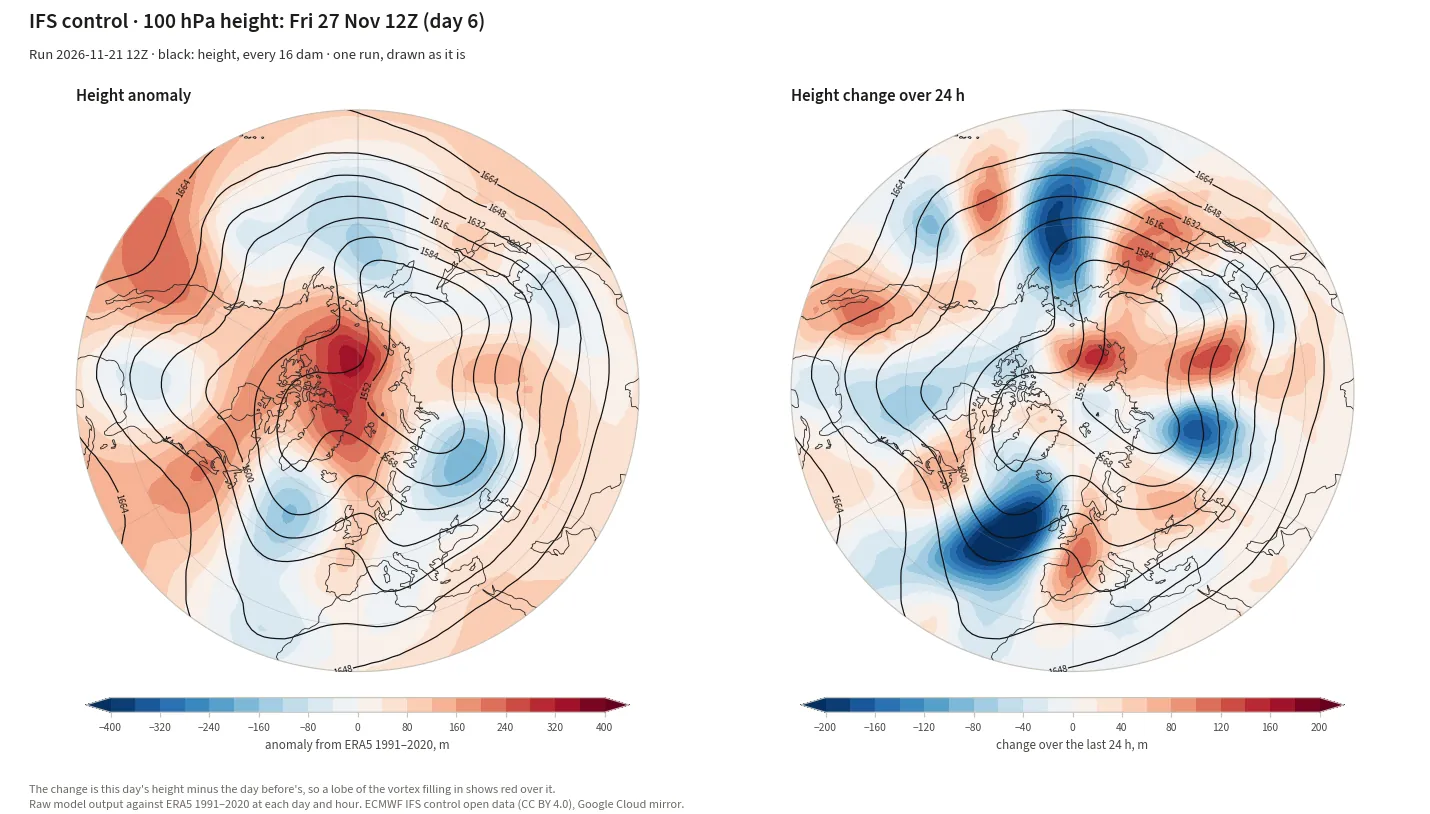 IFS control · 100 hPa height: Fri 27 Nov 12Z (day 6)
Run 2026-11-21 12Z · black: height, every 16 dam · one run, drawn as it is
Height anomaly
1664
1664
1648
1632
1616
1584
1552
1568
1600
1664
1648
−400 −320 −240 −160 −80 0 80 160 240 320 400
anomaly from ERA5 1991–2020, m
Height change over 24 h
1664
1664
1648
1632
1616
1584
1552
1568
1600
1664
1648
−200 −160 −120 −80 −40 0 40 80 120 160 200
change over the last 24 h, m
The change is this day's height minus the day before's, so a lobe of the vortex filling in shows red over it.
Raw model output against ERA5 1991–2020 at each day and hour. ECMWF IFS control open data (CC BY 4.0), Google Cloud mirror.